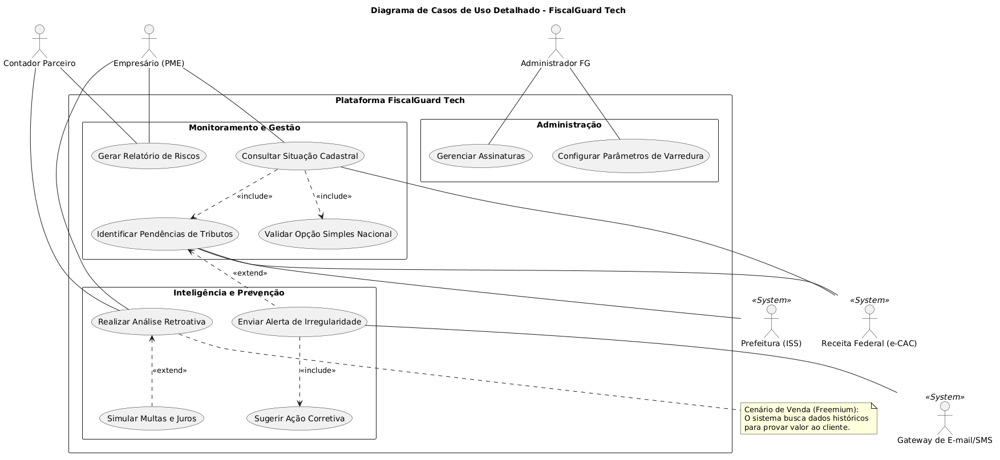 Diagrama de Casos de Uso Detalhado - FiscalGuard Tech
Contador Parceiro
Empresário (PME)
Administrador FG
Plataforma FiscalGuard Tech
Monitoramento e Gestão
Administração
Gerar Relatório de Riscos
Consultar Situação Cadastral
Gerenciar Assinaturas
Configurar Parâmetros de Varredura
«include»
«include»
Identificar Pendências de Tributos
Validar Opção Simples Nacional
«extend»
Inteligência e Prevenção
«System»
Prefeitura (ISS)
«System»
Receita Federal (e-CAC)
Realizar Análise Retroativa
Enviar Alerta de Irregularidade
«extend»
«include»
Simular Multas e Juros
Sugerir Ação Corretiva
Cenário de Venda (Freemium):
O sistema busca dados históricos
para provar valor ao cliente.
«System»
Gateway de E-mail/SMS